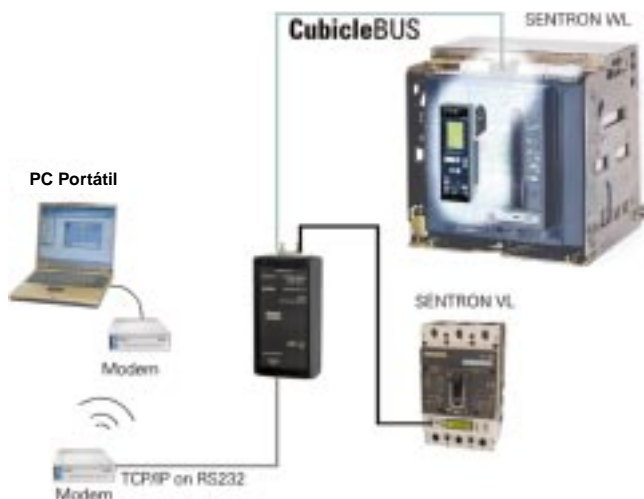 CubicleBUS
SENTRON WL
PC Portátil
Modem
SENTRON VL
TCP/IP on RS232
Modem